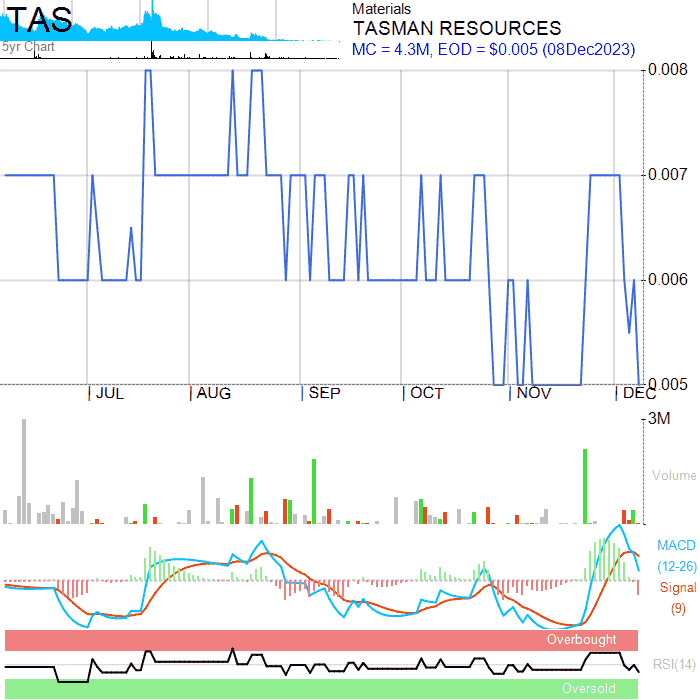 TAS
5yr Chart
Materials
TASMAN RESOURCES
MC = 4.3M, EOD = $0.005 (08Dec2023)
0.008
0.007
0.006
0.005
JUL AUG SEP OCT NOV DEC
3M
Volume
MACD
(12-26)
Signal
(9)
Overbought
RSI(14)
Oversold